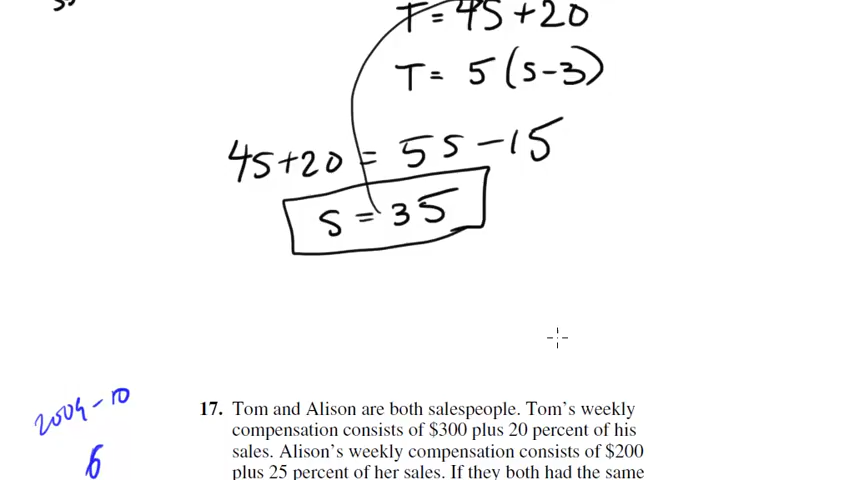 T = 4S + 20
T = 5 (S - 3)
4S + 20 = 5S - 15
S = 35
2009 - 10
6
17. Tom and Alison are both salespeople. Tom's weekly
compensation consists of $300 plus 20 percent of his
sales. Alison's weekly compensation consists of $200
plus 25 percent of her sales. If they both had the same